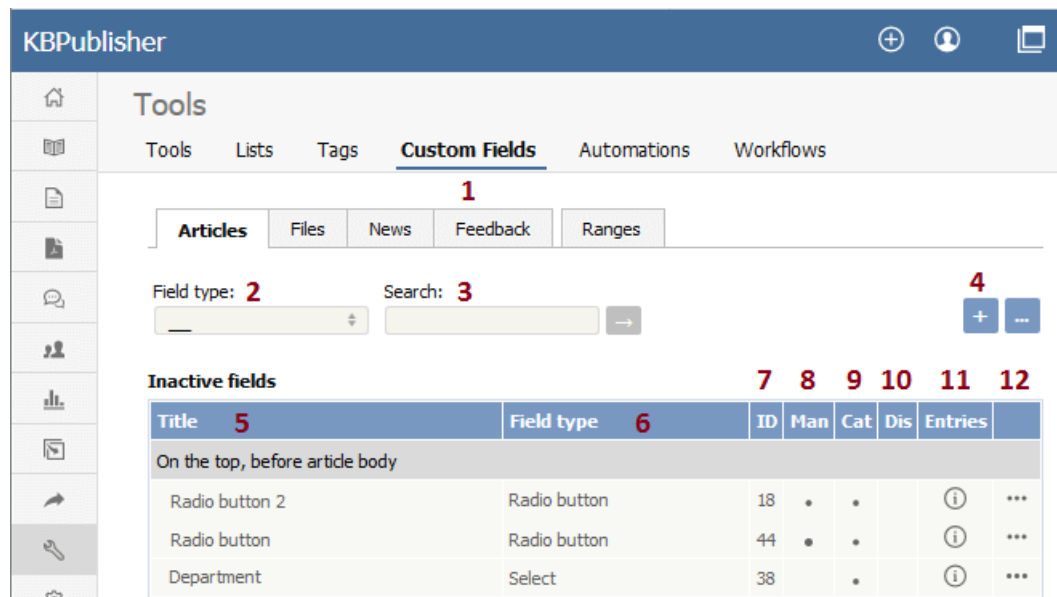 KBPublisher
Tools
Tools Lists Tags Custom Fields Automations Workflows
1
Articles Files News Feedback Ranges
Field type: 2 Search: 3 4
__ → + ...
Inactive fields 7 8 9 10 11 12
Title 5 Field type 6 ID Man Cat Dis Entries
On the top, before article body
Radio button 2 Radio button 18 • • i •••
Radio button Radio button 44 • • i •••
Department Select 38 • i •••